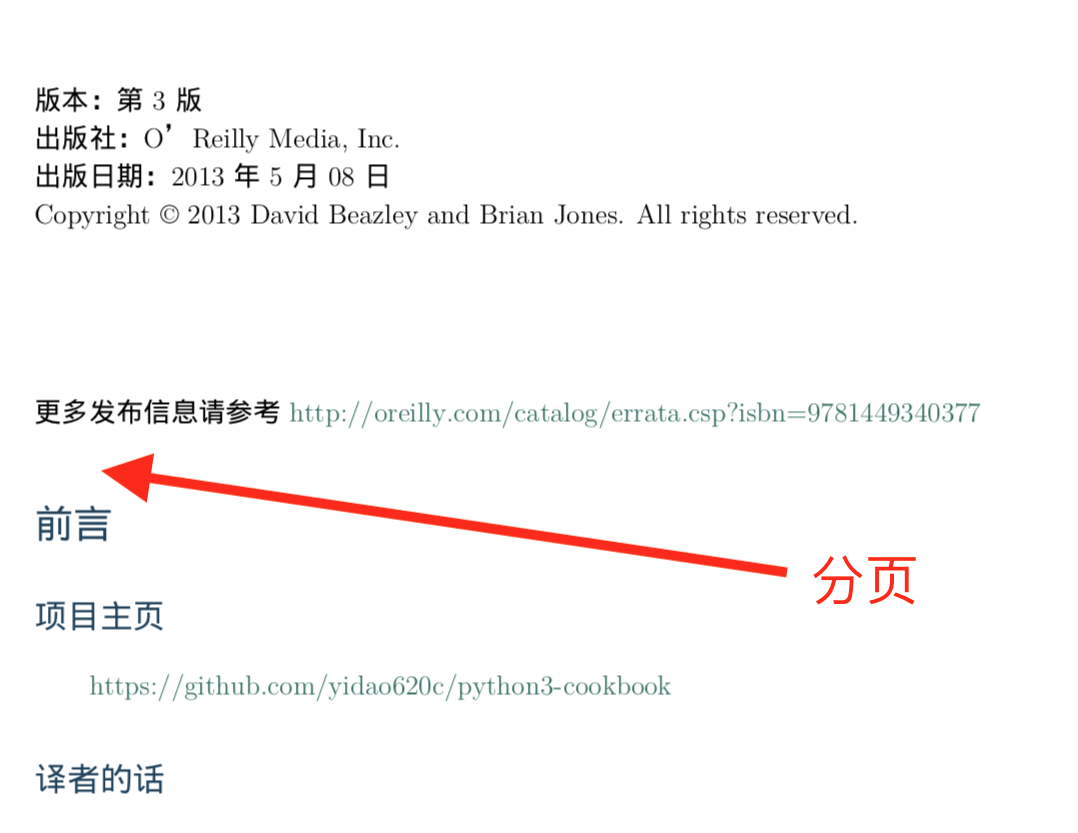 版本：第 3 版
出版社：O’Reilly Media, Inc.
出版日期：2013 年 5 月 08 日
Copyright © 2013 David Beazley and Brian Jones. All rights reserved.
更多发布信息请参考 http://oreilly.com/catalog/errata.csp?isbn=9781449340377
前言
分页
项目主页
https://github.com/yidao620c/python3-cookbook
译者的话